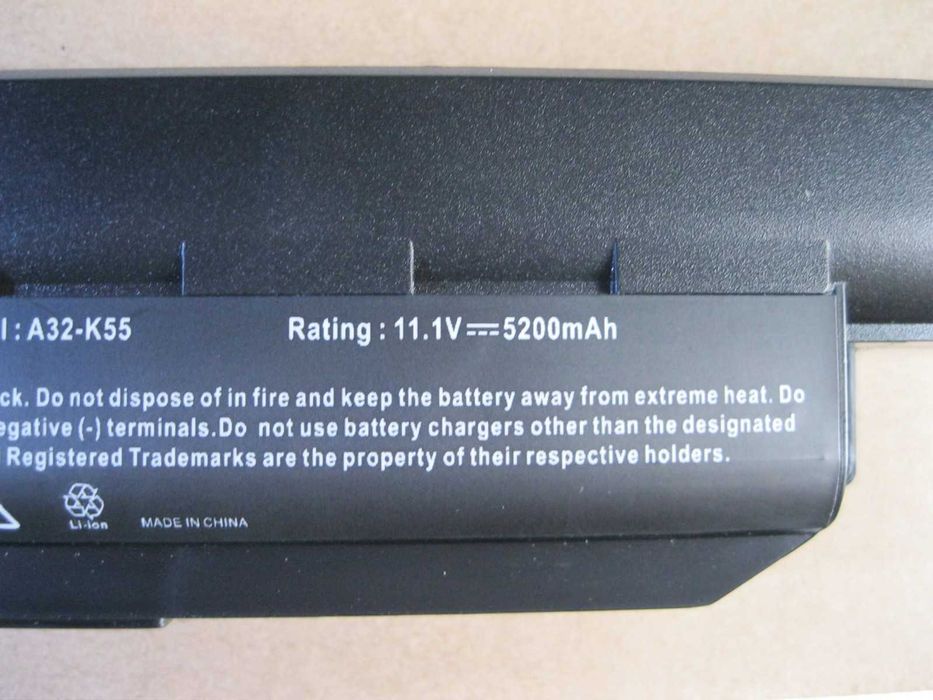 l : A32-K55 Rating : 11.1V⎓5200mAh
ck. Do not dispose of in fire and keep the battery away from extreme heat. Do
egative (-) terminals.Do not use battery chargers other than the designated
Registered Trademarks are the property of their respective holders.
Li-ion MADE IN CHINA